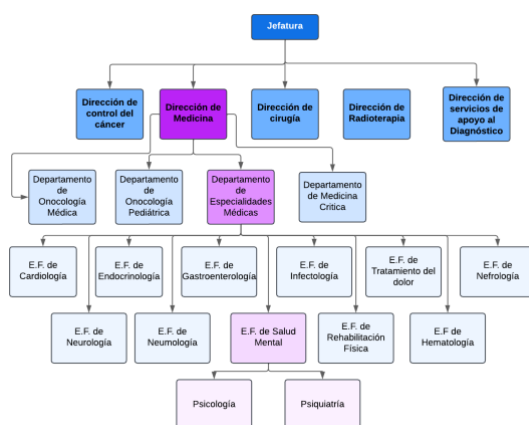 Jefatura
Dirección de
control del
cáncer
Dirección de
Medicina
Dirección de
cirugía
Dirección de
Radioterapia
Dirección de
servicios de
apoyo al
Diagnóstico
Departamento
de
Onocología
Médica
Departamento
de
Onocología
Pediátrica
Departamento
de
Especialidades
Médicas
Departamento
de Medicina
Critica
E.F. de
Cardiología
E.F. de
Endocrinología
E.F. de
Gastroenterología
E.F. de
Infectología
E.F. de
Tratamiento del
dolor
E.F. de
Nefrología
E.F. de
Neurología
E.F. de
Neumología
E.F. de Salud
Mental
E.F. de
Rehabilitación
Física
E.F de
Hematología
Psicología
Psiquiatría